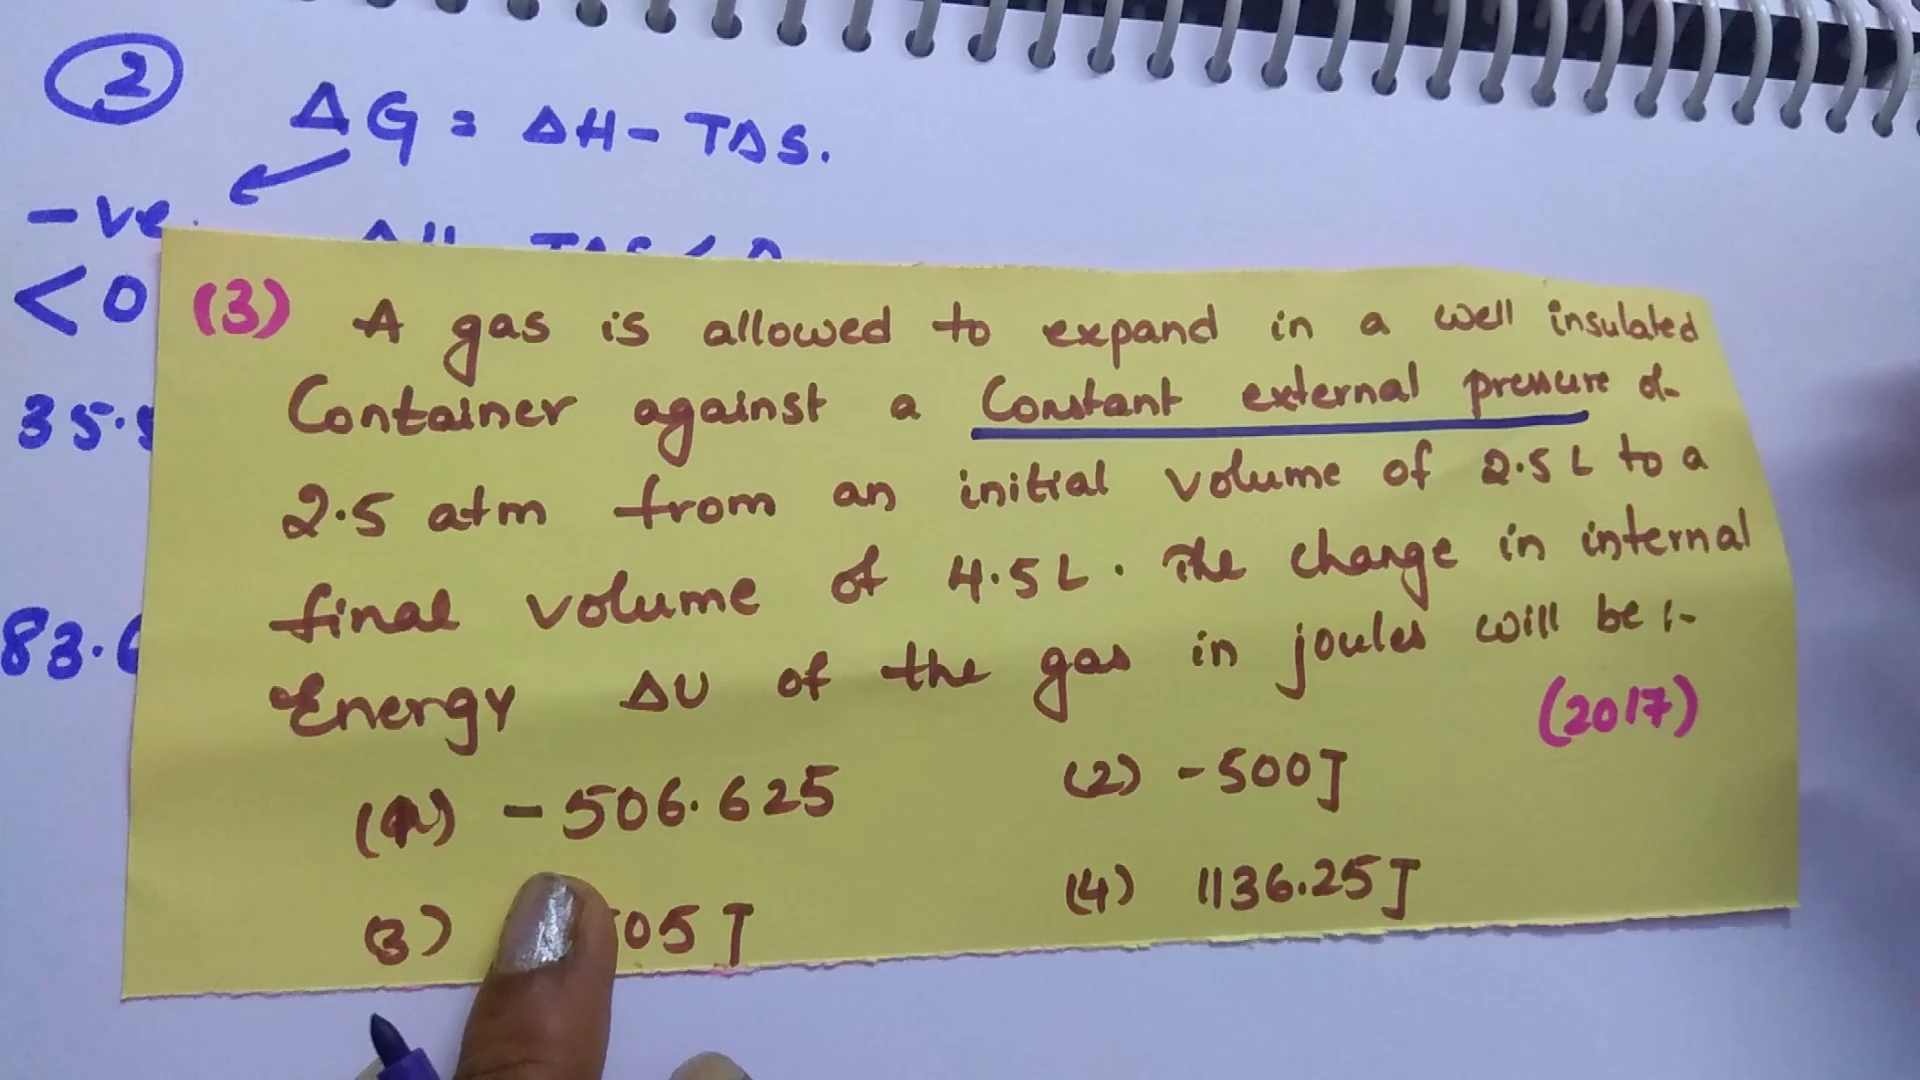 2
ΔG = ΔH - TΔS.
-ve.
<0
35.
83.
(3) A gas is allowed to expand in a well insulated
Container against a Constant external pressure of
2.5 atm from an initial volume of 2.5 L to a
final volume of 4.5 L. The change in internal
Energy ΔU of the gas in joules will be :-
(2017)
(1) - 506.625
(2) - 500J
(3) 05 J
(4) 1136.25J